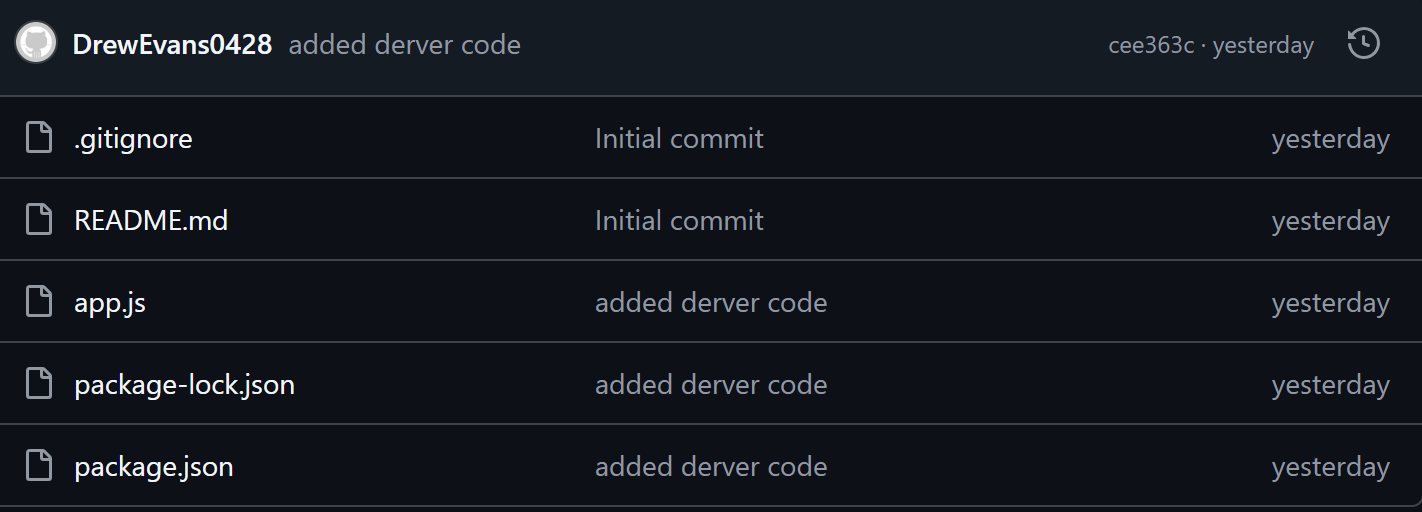 DrewEvans0428 added derver code cee363c · yesterday
.gitignore Initial commit yesterday
README.md Initial commit yesterday
app.js added derver code yesterday
package-lock.json added derver code yesterday
package.json added derver code yesterday